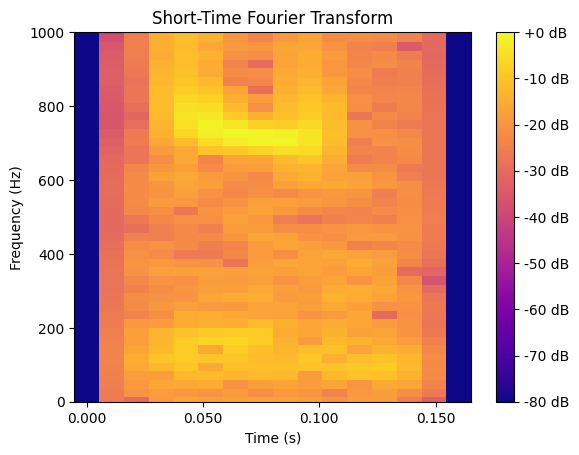 Short-Time Fourier Transform
1000
800
600
400
200
0
Frequency (Hz)
0.000
0.050
0.100
0.150
Time (s)
+0 dB
-10 dB
-20 dB
-30 dB
-40 dB
-50 dB
-60 dB
-70 dB
-80 dB